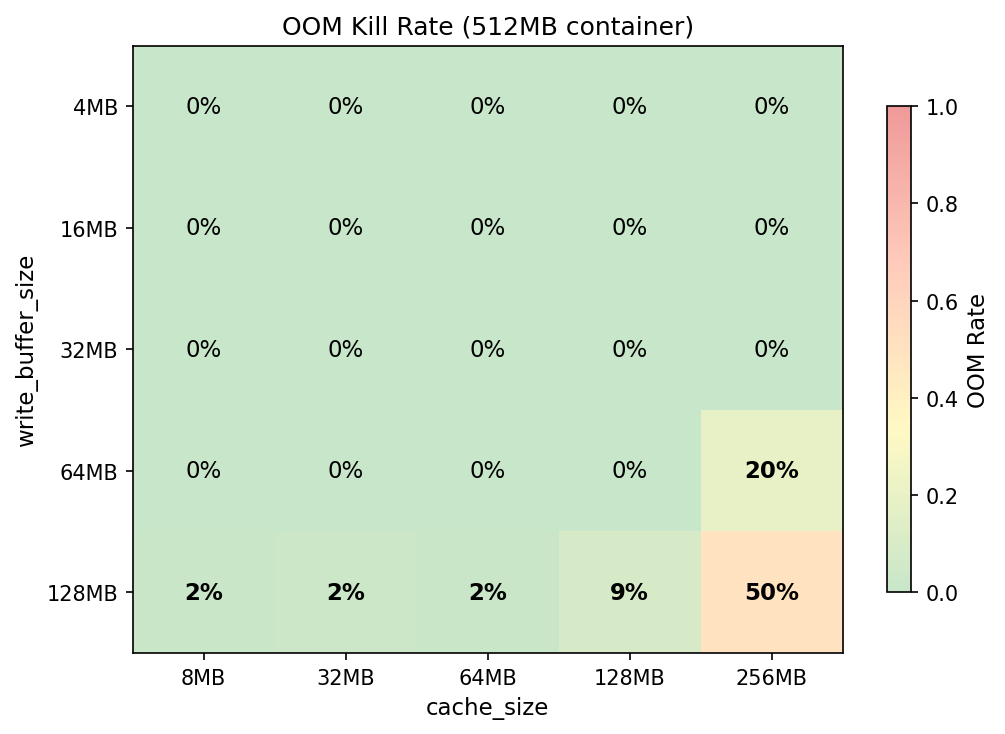 OOM Kill Rate (512MB container)
4MB 0% 0% 0% 0% 0%
16MB 0% 0% 0% 0% 0%
32MB 0% 0% 0% 0% 0%
64MB 0% 0% 0% 0% 20%
128MB 2% 2% 2% 9% 50%
8MB 32MB 64MB 128MB 256MB
cache_size
write_buffer_size
1.0
0.8
0.6
0.4
0.2
0.0
OOM Rate